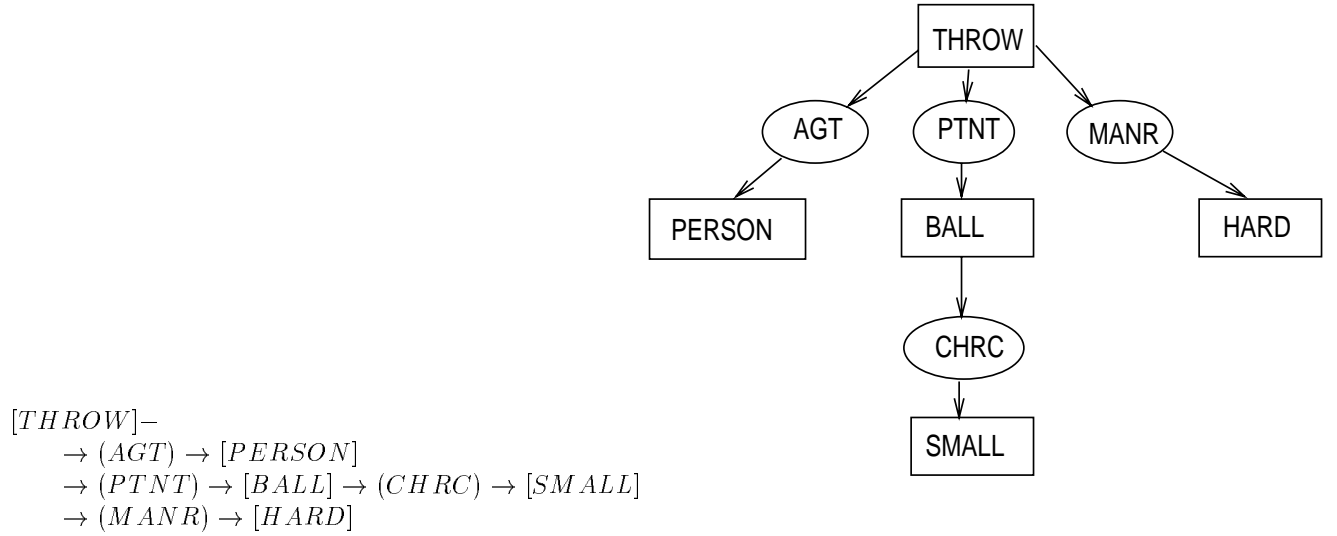 THROW
AGT PTNT MANR
PERSON BALL HARD
CHRC
SMALL
[THROW]–
→ (AGT) → [PERSON]
→ (PTNT) → [BALL] → (CHRC) → [SMALL]
→ (MANR) → [HARD]